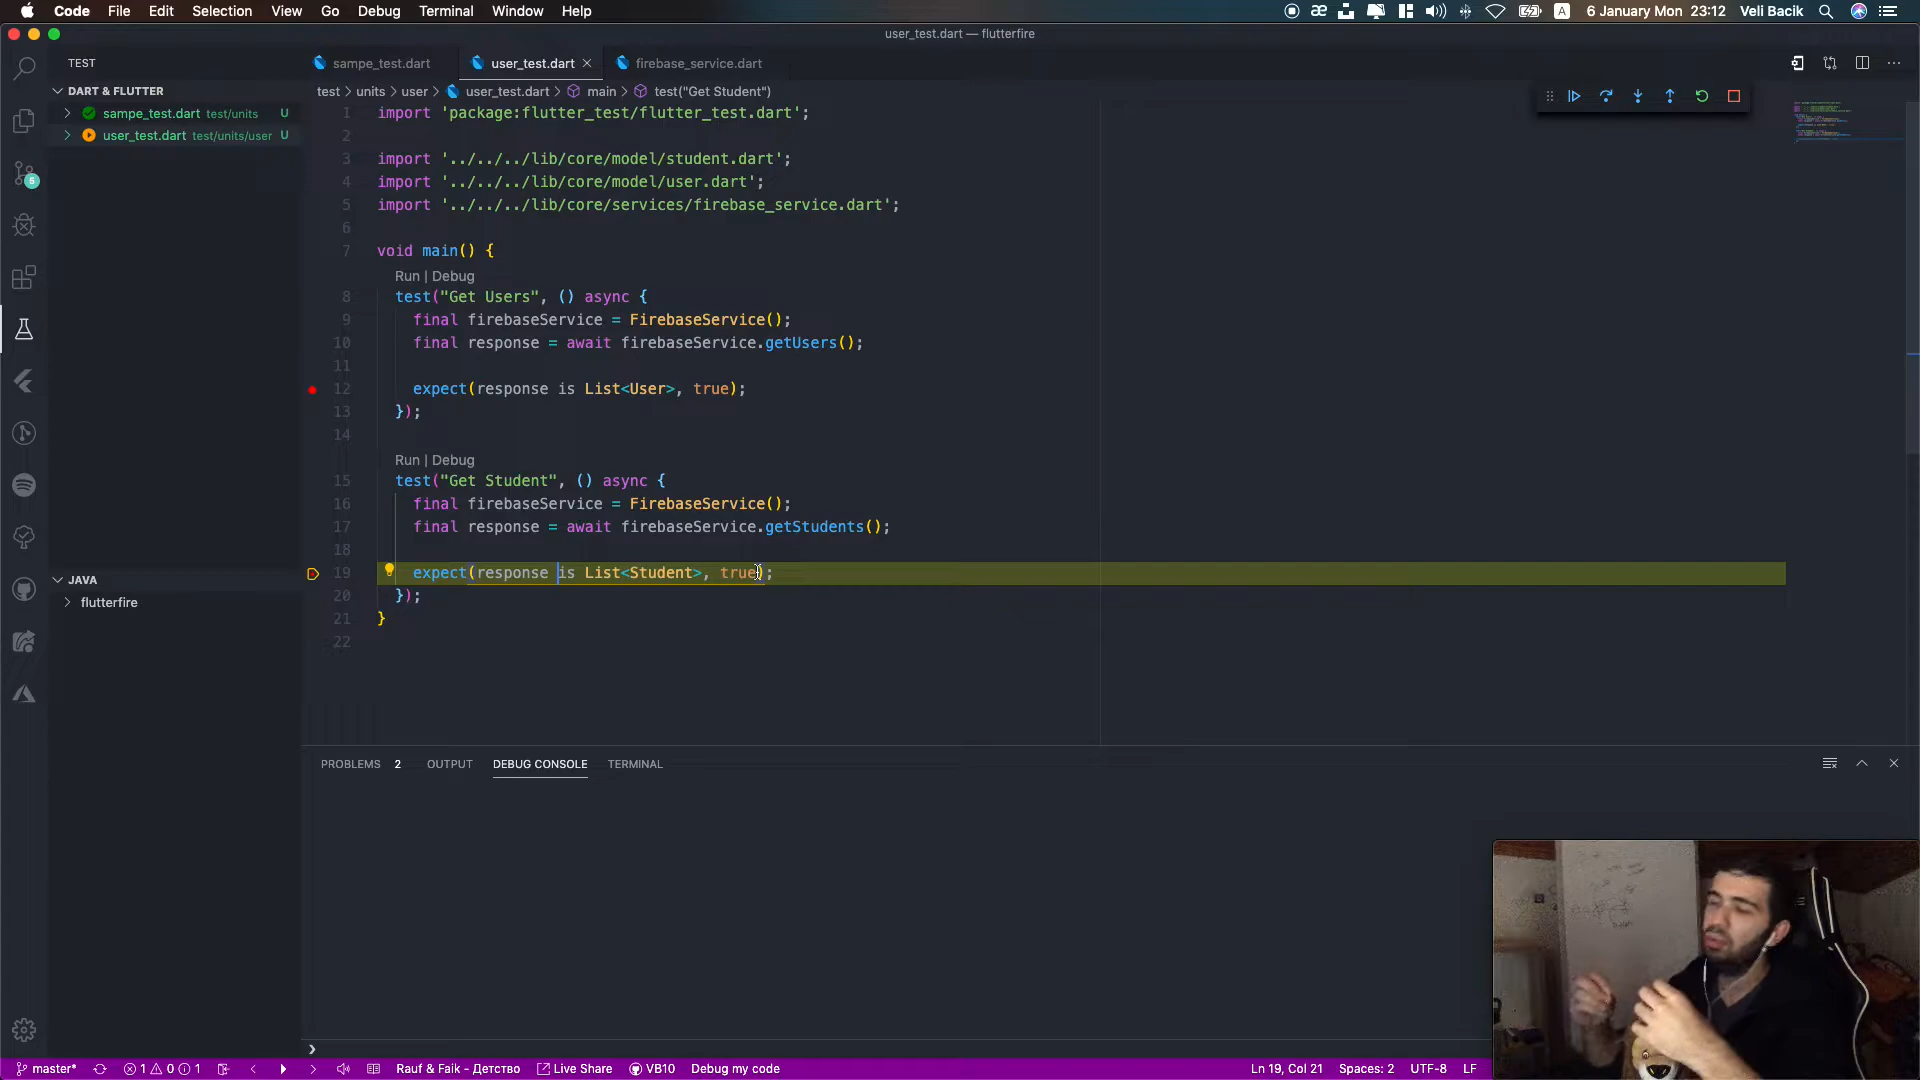 Code File Edit Selection View Go Debug Terminal Window Help
A 6 January Mon 23:12 Veli Bacik
user_test.dart — flutterfire
TEST
sampe_test.dart user_test.dart firebase_service.dart
DART & FLUTTER
test > units > user > user_test.dart > main > test("Get Student")
sampe_test.dart test/units U
user_test.dart test/units/user U
5
1 import 'package:flutter_test/flutter_test.dart';
2
3 import '../../../lib/core/model/student.dart';
4 import '../../../lib/core/model/user.dart';
5 import '../../../lib/core/services/firebase_service.dart';
6
7 void main() {
Run | Debug
8 test("Get Users", () async {
9 final firebaseService = FirebaseService();
10 final response = await firebaseService.getUsers();
11
12 expect(response is List<User>, true);
13 });
14
Run | Debug
15 test("Get Student", () async {
16 final firebaseService = FirebaseService();
17 final response = await firebaseService.getStudents();
18
19 expect(response is List<Student>, true);
20 });
21 }
22
JAVA
flutterfire
PROBLEMS 2 OUTPUT DEBUG CONSOLE TERMINAL
master* 1 0 1 Rauf & Faik - Детство Live Share VB10 Debug my code Ln 19, Col 21 Spaces: 2 UTF-8 LF